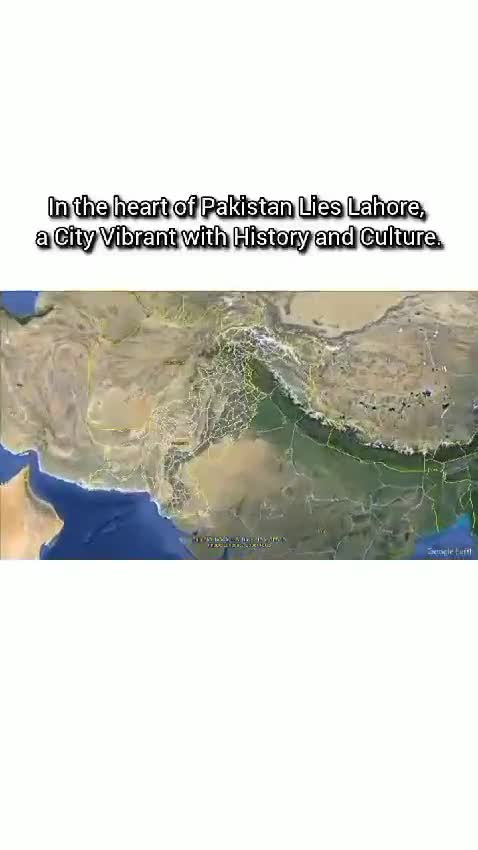 In the heart of Pakistan Lies Lahore,
a City Vibrant with History and Culture.
Google Earth